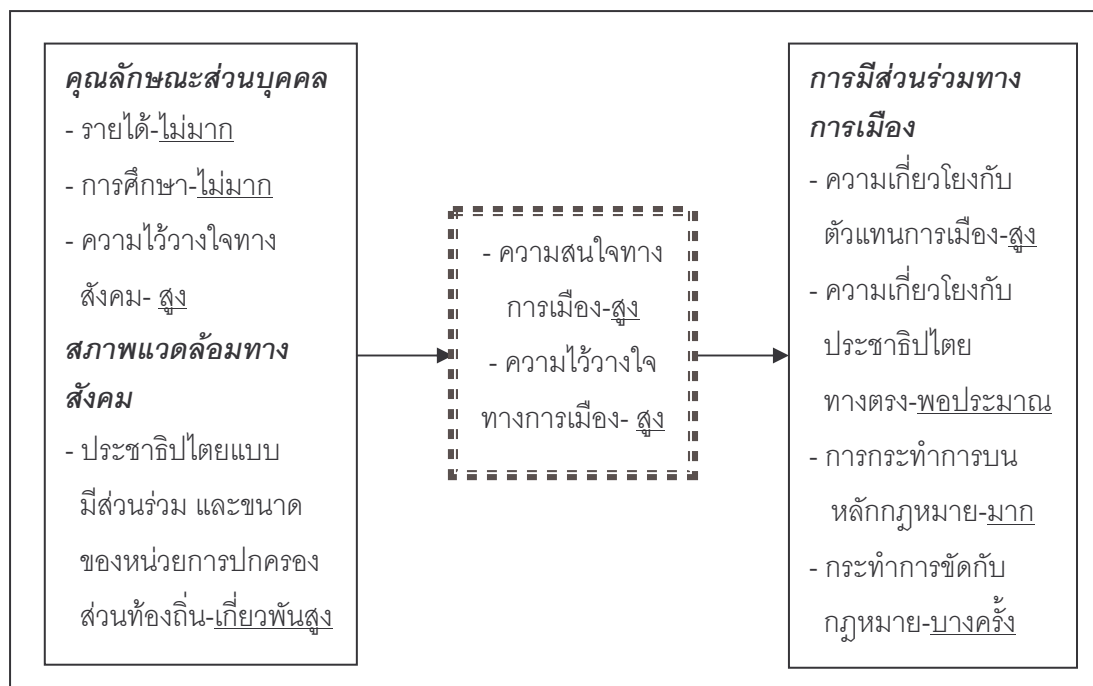 คุณลักษณะส่วนบุคคล
- รายได้-ไม่มาก
- การศึกษา-ไม่มาก
- ความไว้วางใจทาง
สังคม- สูง
สภาพแวดล้อมทาง
สังคม
- ประชาธิปไตยแบบ
มีส่วนร่วม และขนาด
ของหน่วยการปกครอง
ส่วนท้องถิ่น-เกี่ยวพันสูง
- ความสนใจทาง
การเมือง-สูง
- ความไว้วางใจ
ทางการเมือง- สูง
การมีส่วนร่วมทาง
การเมือง
- ความเกี่ยวโยงกับ
ตัวแทนการเมือง-สูง
- ความเกี่ยวโยงกับ
ประชาธิปไตย
ทางตรง-พอประมาณ
- การกระทำการบน
หลักกฎหมาย-มาก
- กระทำการขัดกับ
กฎหมาย-บางครั้ง